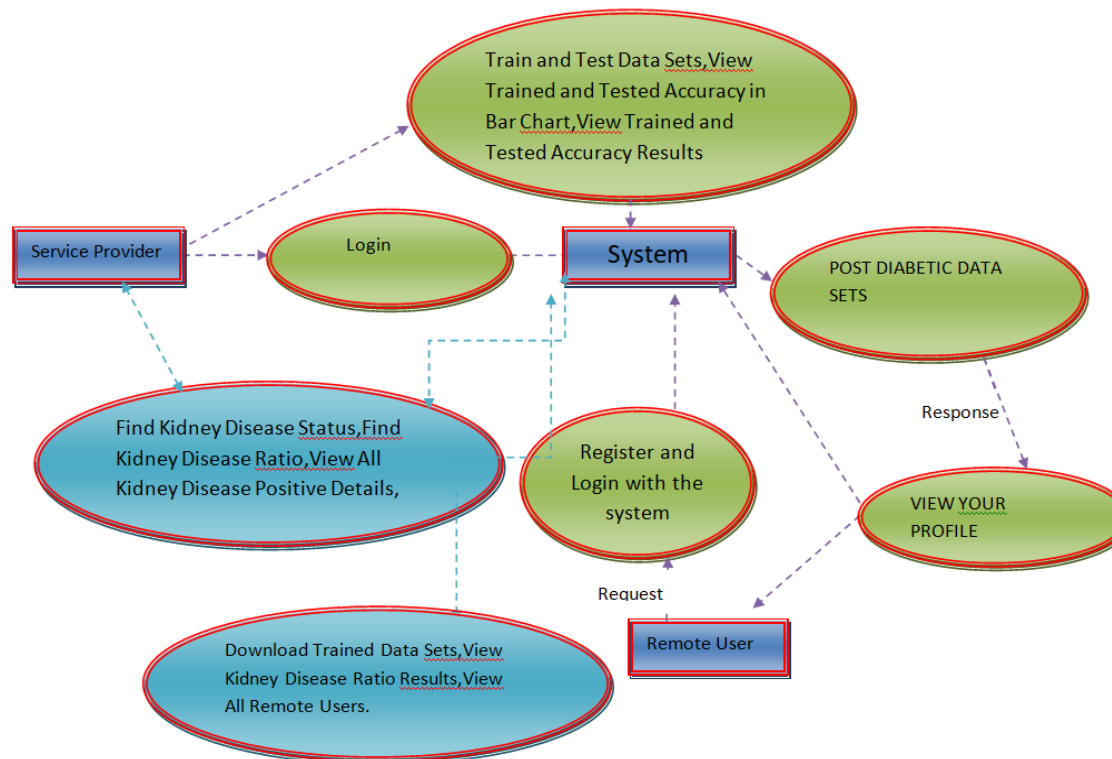 Train and Test Data Sets,View
Trained and Tested Accuracy in
Bar Chart,View Trained and
Tested Accuracy Results
Service Provider
Login
System
POST DIABETIC DATA
SETS
Find Kidney Disease Status,Find
Kidney Disease Ratio,View All
Kidney Disease Positive Details,
Register and
Login with the
system
Response
VIEW YOUR
PROFILE
Request
Remote User
Download Trained Data Sets,View
Kidney Disease Ratio Results,View
All Remote Users.